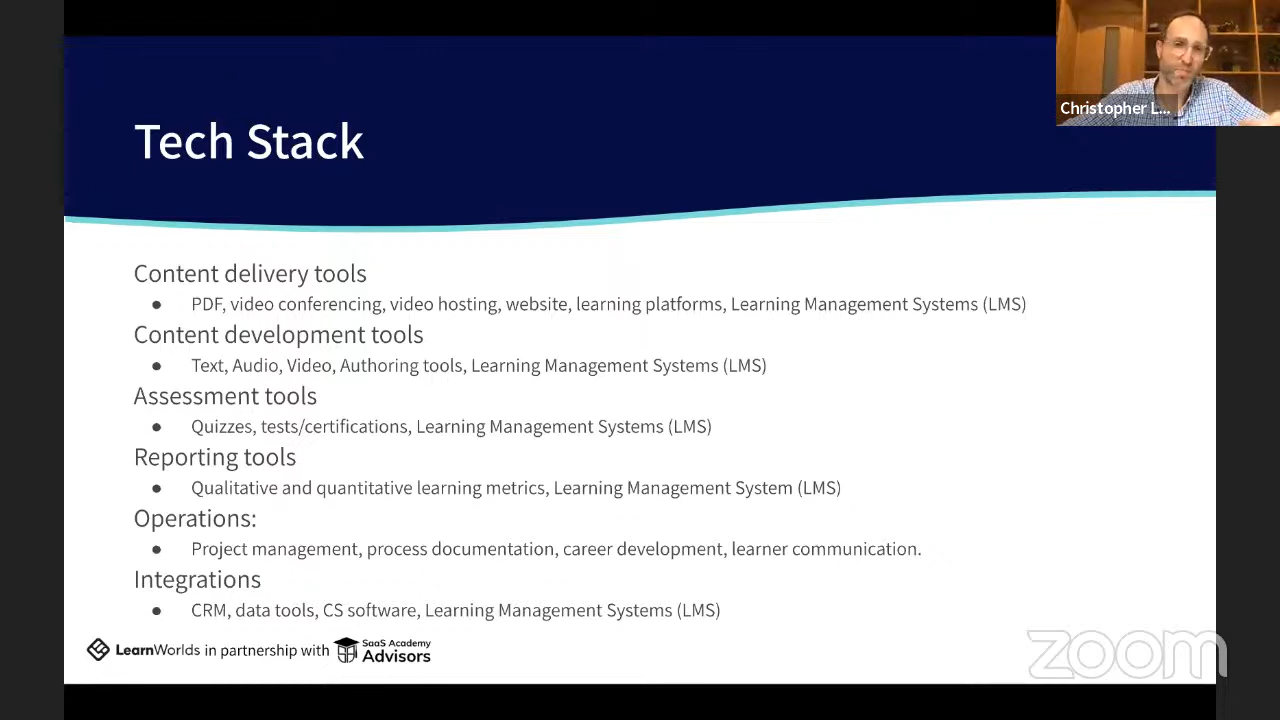 Christopher L...
Tech Stack
Content delivery tools
● PDF, video conferencing, video hosting, website, learning platforms, Learning Management Systems (LMS)
Content development tools
● Text, Audio, Video, Authoring tools, Learning Management Systems (LMS)
Assessment tools
● Quizzes, tests/certifications, Learning Management Systems (LMS)
Reporting tools
● Qualitative and quantitative learning metrics, Learning Management System (LMS)
Operations:
● Project management, process documentation, career development, learner communication.
Integrations
● CRM, data tools, CS software, Learning Management Systems (LMS)
LearnWorlds in partnership with SaaS Academy Advisors
zoom